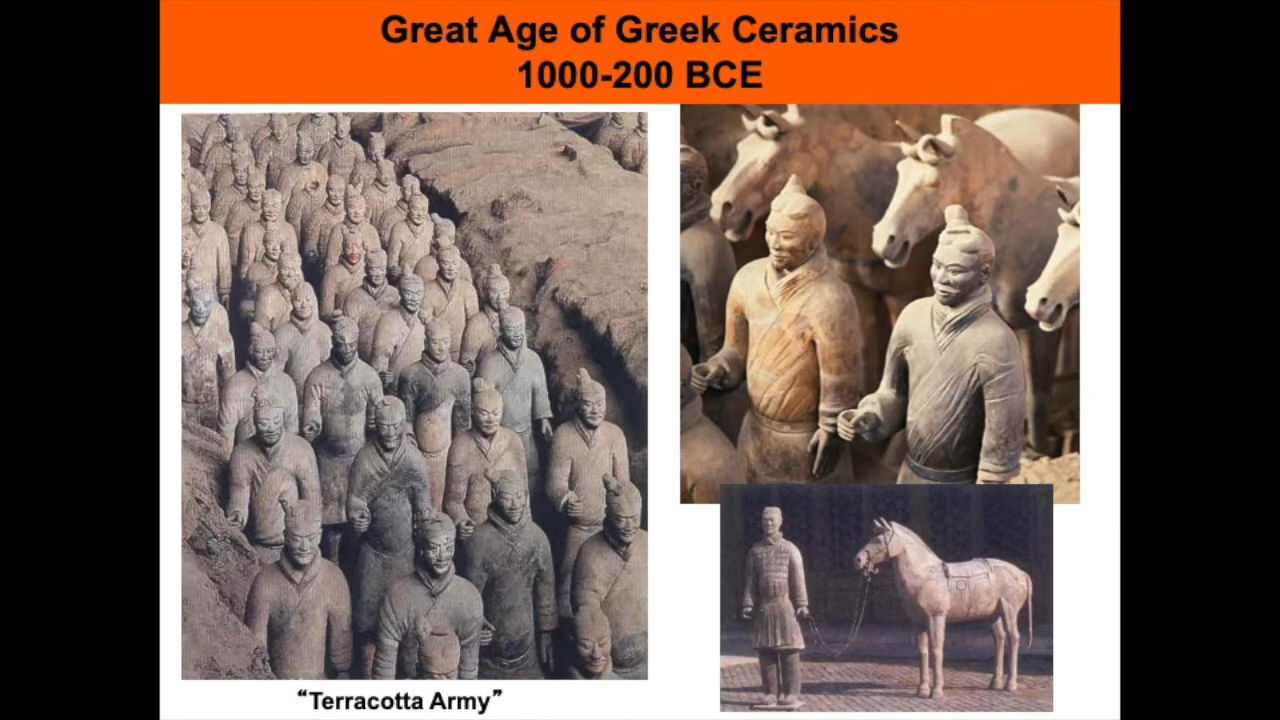 Great Age of Greek Ceramics
1000-200 BCE
“Terracotta Army”